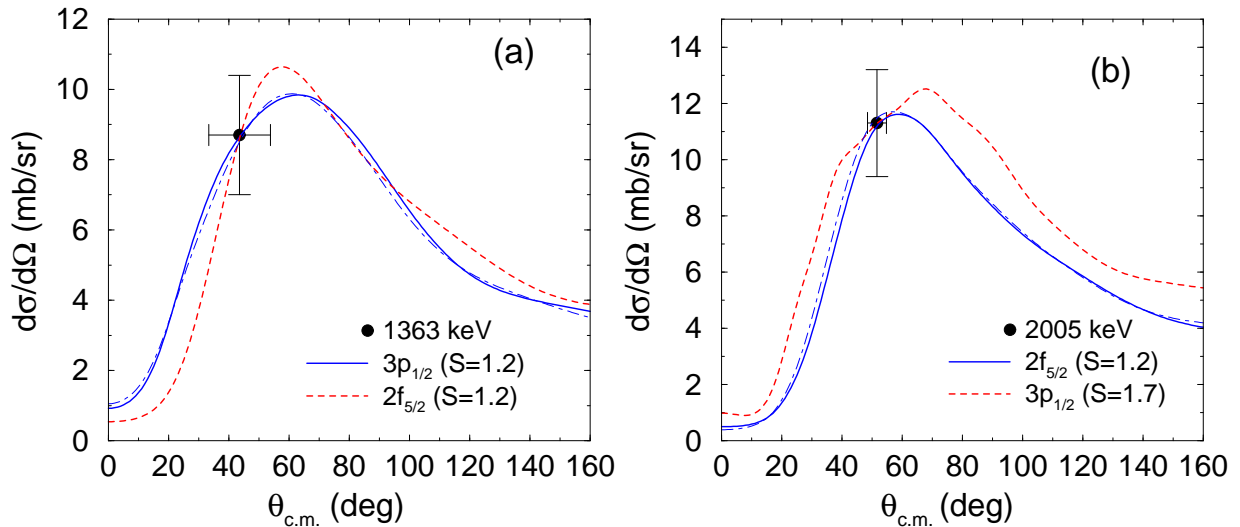 12
10
8
6
4
2
0
dσ/dΩ (mb/sr)
(a)
1363 keV
3p1/2 (S=1.2)
2f5/2 (S=1.2)
0 20 40 60 80 100 120 140 160
θc.m. (deg)
14
12
10
8
6
4
2
0
dσ/dΩ (mb/sr)
(b)
2005 keV
2f5/2 (S=1.2)
3p1/2 (S=1.7)
0 20 40 60 80 100 120 140 160
θc.m. (deg)